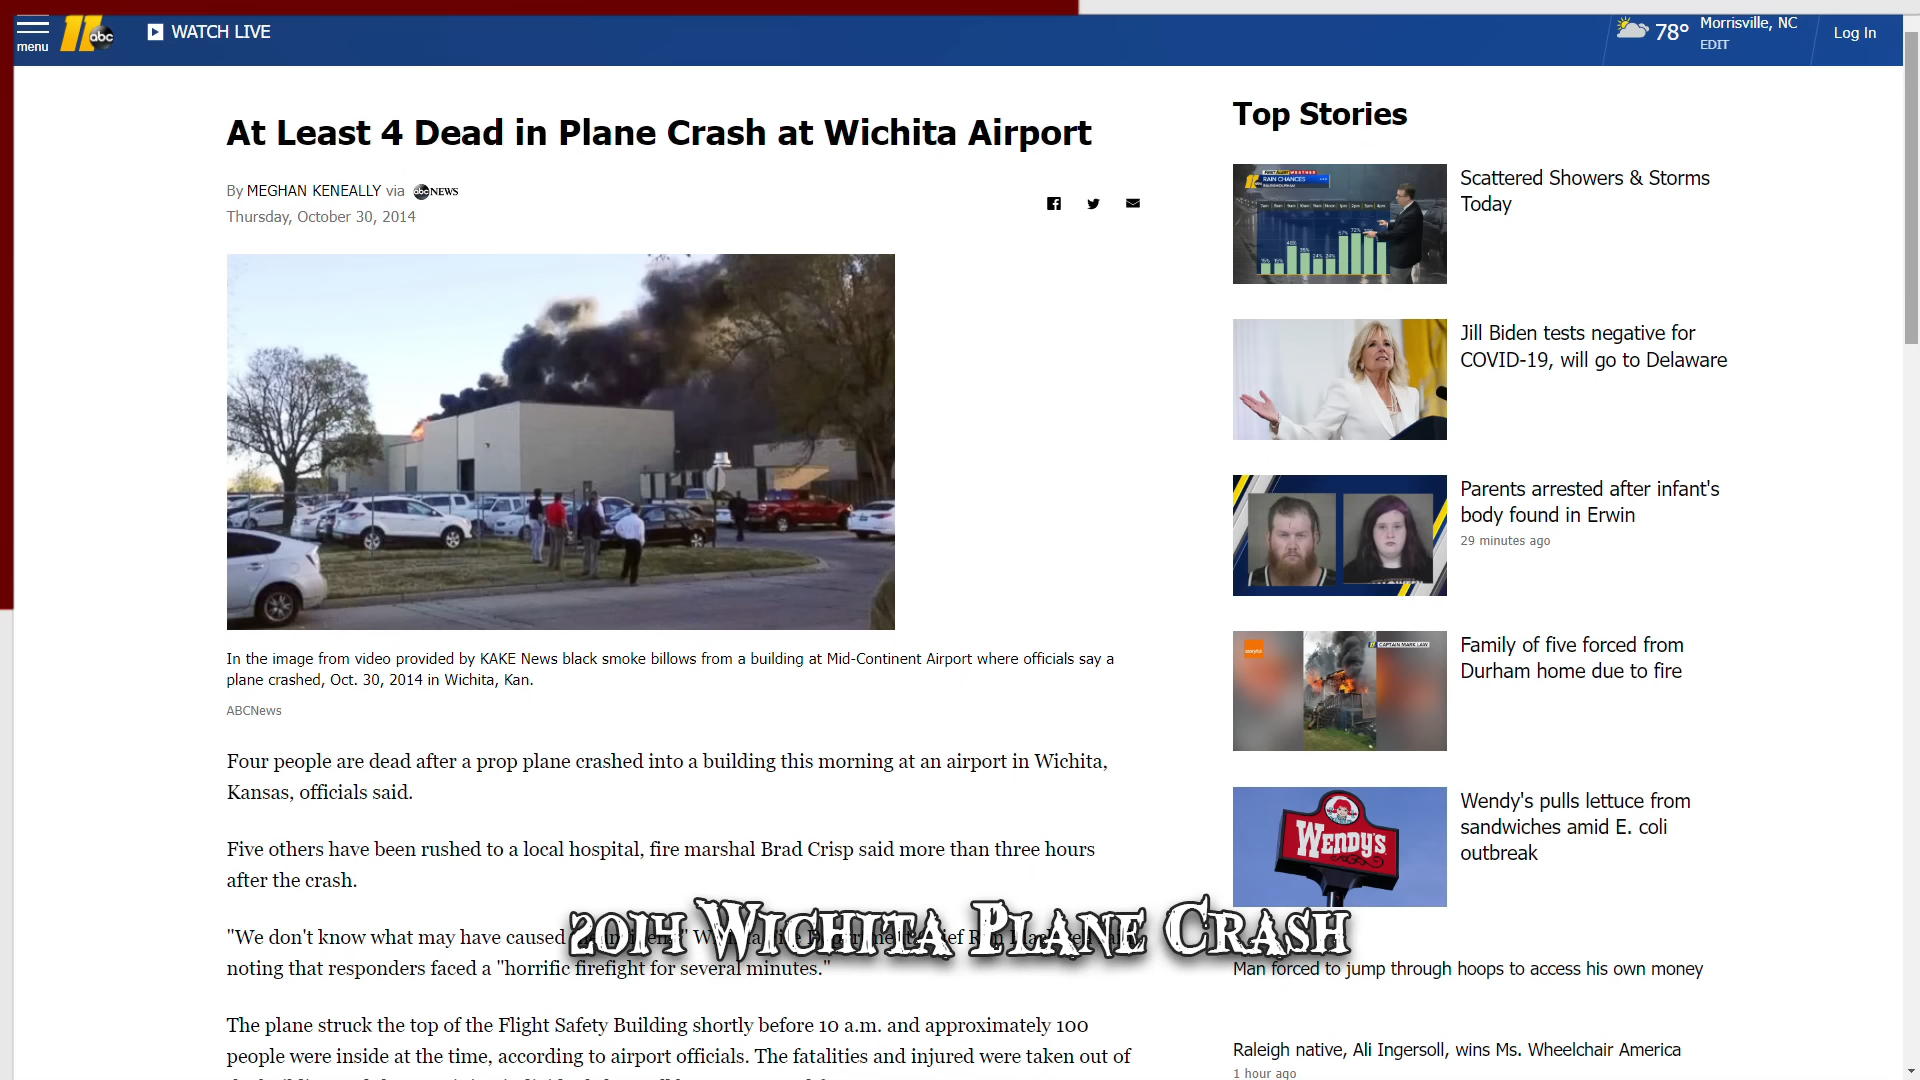 menu
11 abc
WATCH LIVE
78°
Morrisville, NC
EDIT
Log In
At Least 4 Dead in Plane Crash at Wichita Airport
By MEGHAN KENEALLY via abc NEWS
Thursday, October 30, 2014
In the image from video provided by KAKE News black smoke billows from a building at Mid-Continent Airport where officials say a
plane crashed, Oct. 30, 2014 in Wichita, Kan.
ABCNews
Four people are dead after a prop plane crashed into a building this morning at an airport in Wichita,
Kansas, officials said.
Five others have been rushed to a local hospital, fire marshal Brad Crisp said more than three hours
after the crash.
"We don't know what may have caused
noting that responders faced a "horrific firefight for several minutes."
The plane struck the top of the Flight Safety Building shortly before 10 a.m. and approximately 100
people were inside at the time, according to airport officials. The fatalities and injured were taken out of
2014 Wichita Plane Crash
Top Stories
RAIN CHANCES
Scattered Showers & Storms
Today
Jill Biden tests negative for
COVID-19, will go to Delaware
Parents arrested after infant's
body found in Erwin
29 minutes ago
CAPTAIN MARK LAW
Family of five forced from
Durham home due to fire
WENDY'S
Wendy's pulls lettuce from
sandwiches amid E. coli
outbreak
Man forced to jump through hoops to access his own money
Raleigh native, Ali Ingersoll, wins Ms. Wheelchair America
1 hour ago